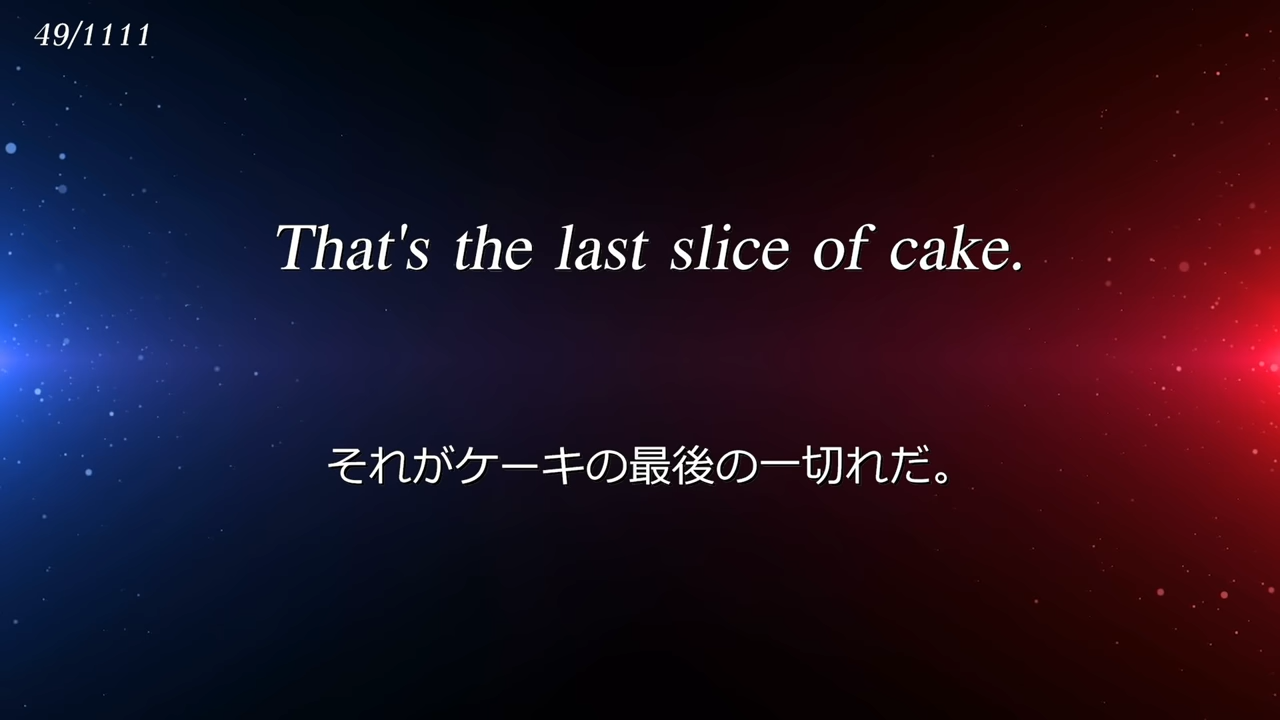 49/1111
That's the last slice of cake.
それがケーキの最後の一切れだ。